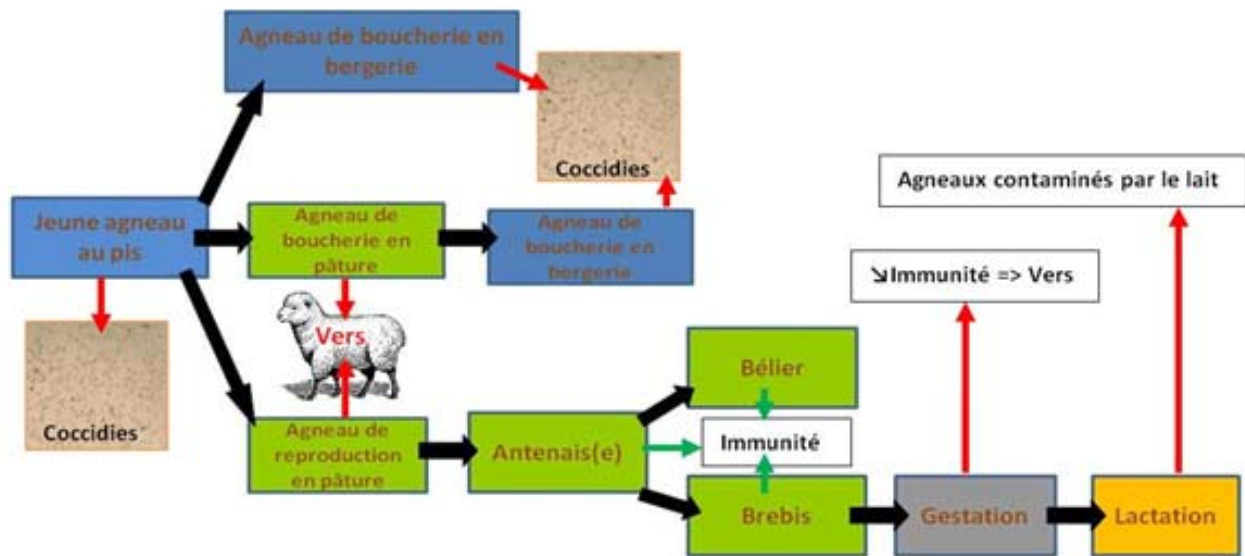 Agneau de boucherie en
bergerie
Coccidies
Agneaux contaminés par le lait
Jeune agneau
au pis
Agneau de
boucherie en
pâture
Agneau de
boucherie en
bergerie
↘Immunité => Vers
Vers
Coccidies
Bélier
Immunité
Agneau de
reproduction
en pâture
Antenais(e)
Brebis
Gestation
Lactation